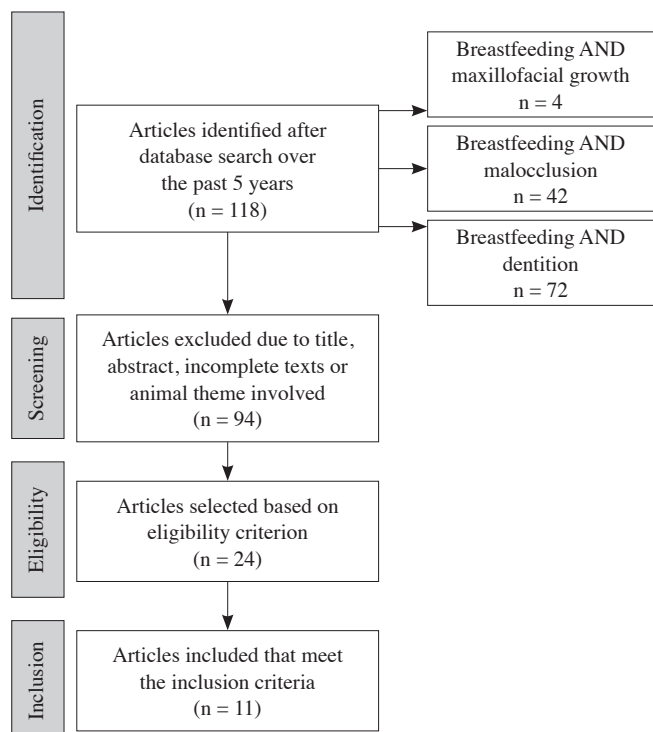 Identification
Articles identified after
database search over
the past 5 years
(n = 118)
Breastfeeding AND
maxillofacial growth
n = 4
Breastfeeding AND
malocclusion
n = 42
Breastfeeding AND
dentition
n = 72
Screening
Articles excluded due to title,
abstract, incomplete texts or
animal theme involved
(n = 94)
Eligibility
Articles selected based on
eligibility criterion
(n = 24)
Inclusion
Articles included that meet
the inclusion criteria
(n = 11)